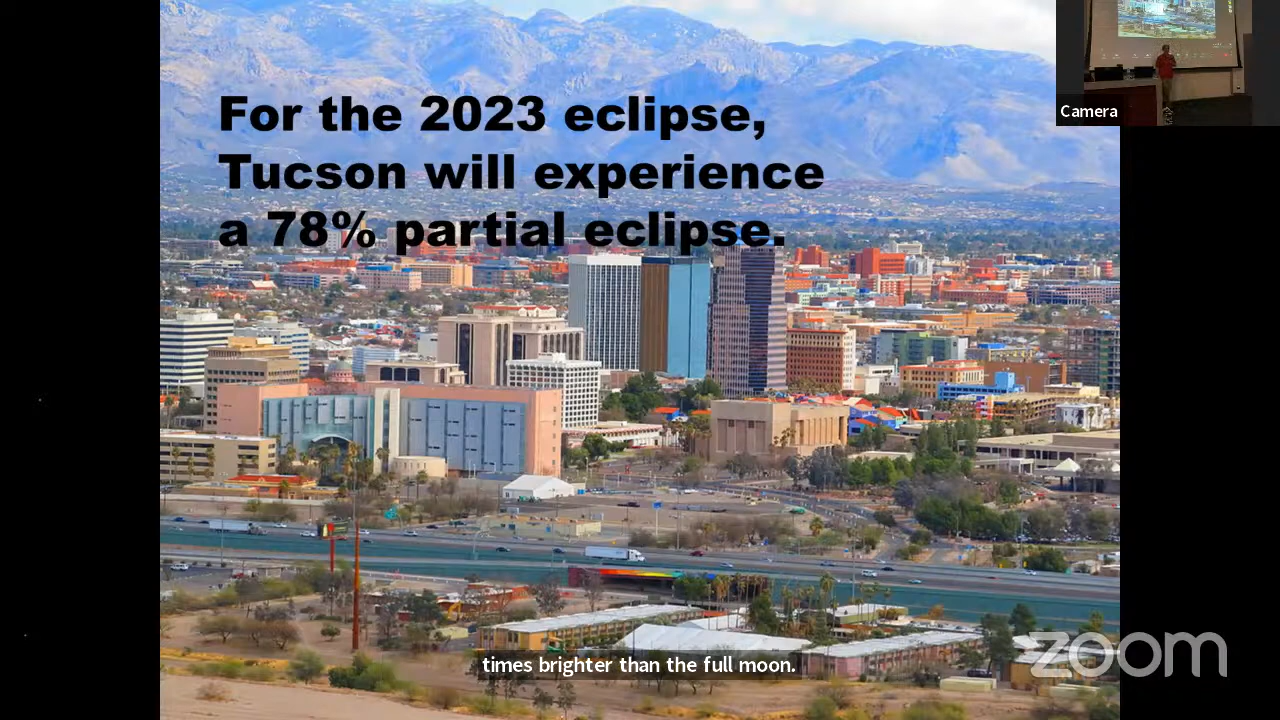 For the 2023 eclipse,
Tucson will experience
a 78% partial eclipse.
Camera
times brighter than the full moon.
zoom